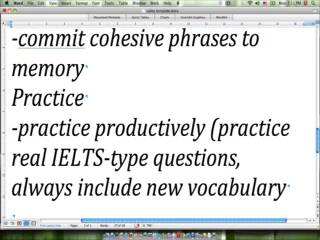 -commit cohesive phrases to
memory
Practice
-practice productively (practice
real IELTS-type questions,
always include new vocabulary